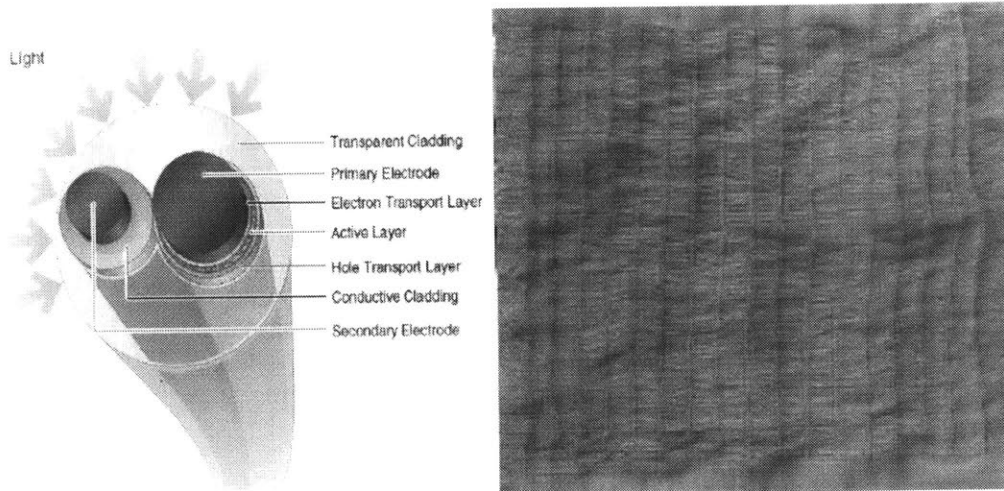 Light
Transparent Cladding
Primary Electrode
Electron Transport Layer
Active Layer
Hole Transport Layer
Conductive Cladding
Secondary Electrode